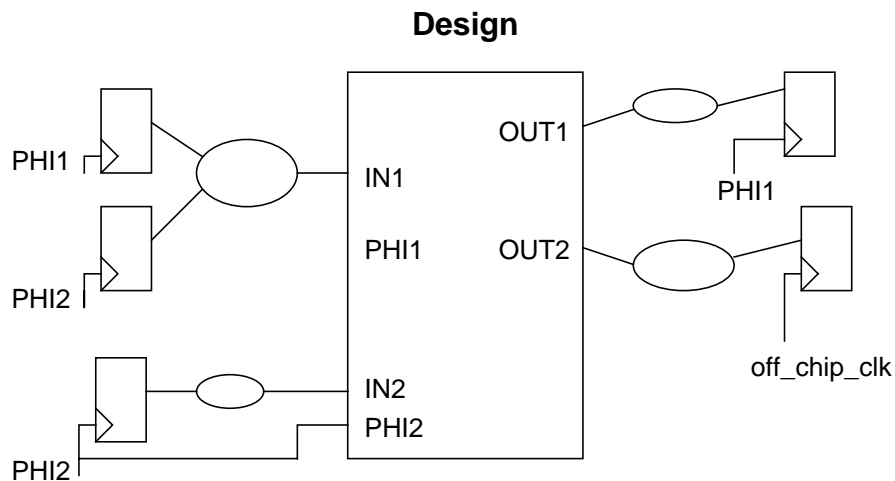 Design
PHI1
PHI2
PHI2
IN1
PHI1
IN2
PHI2
OUT1
OUT2
PHI1
off_chip_clk